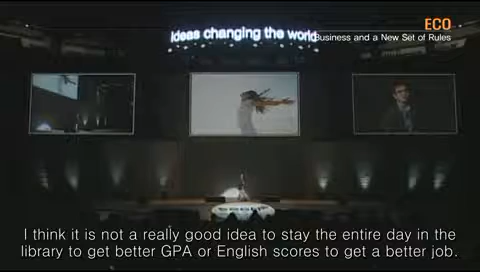 ECO
Ideas changing the world
Business and a New Set of Rules
I think it is not a really good idea to stay the entire day in the
library to get better GPA or English scores to get a better job.